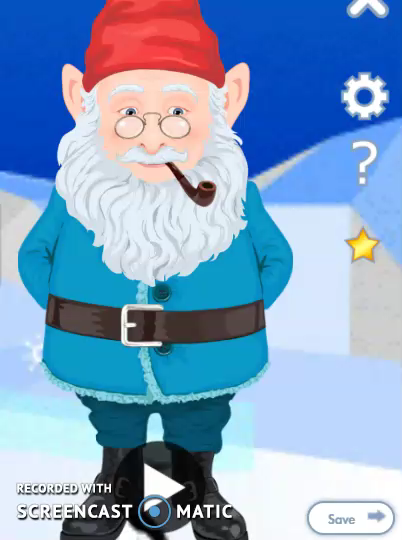 ?
RECORDED WITH
SCREENCAST MATIC
Save